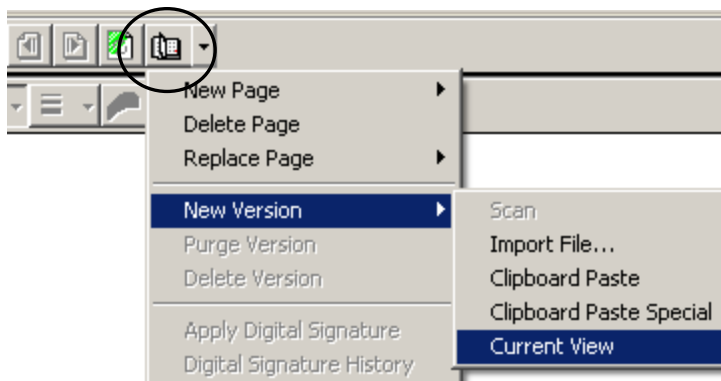 New Page
Delete Page
Replace Page
New Version
Purge Version
Delete Version
Apply Digital Signature
Digital Signature History
Scan
Import File...
Clipboard Paste
Clipboard Paste Special
Current View